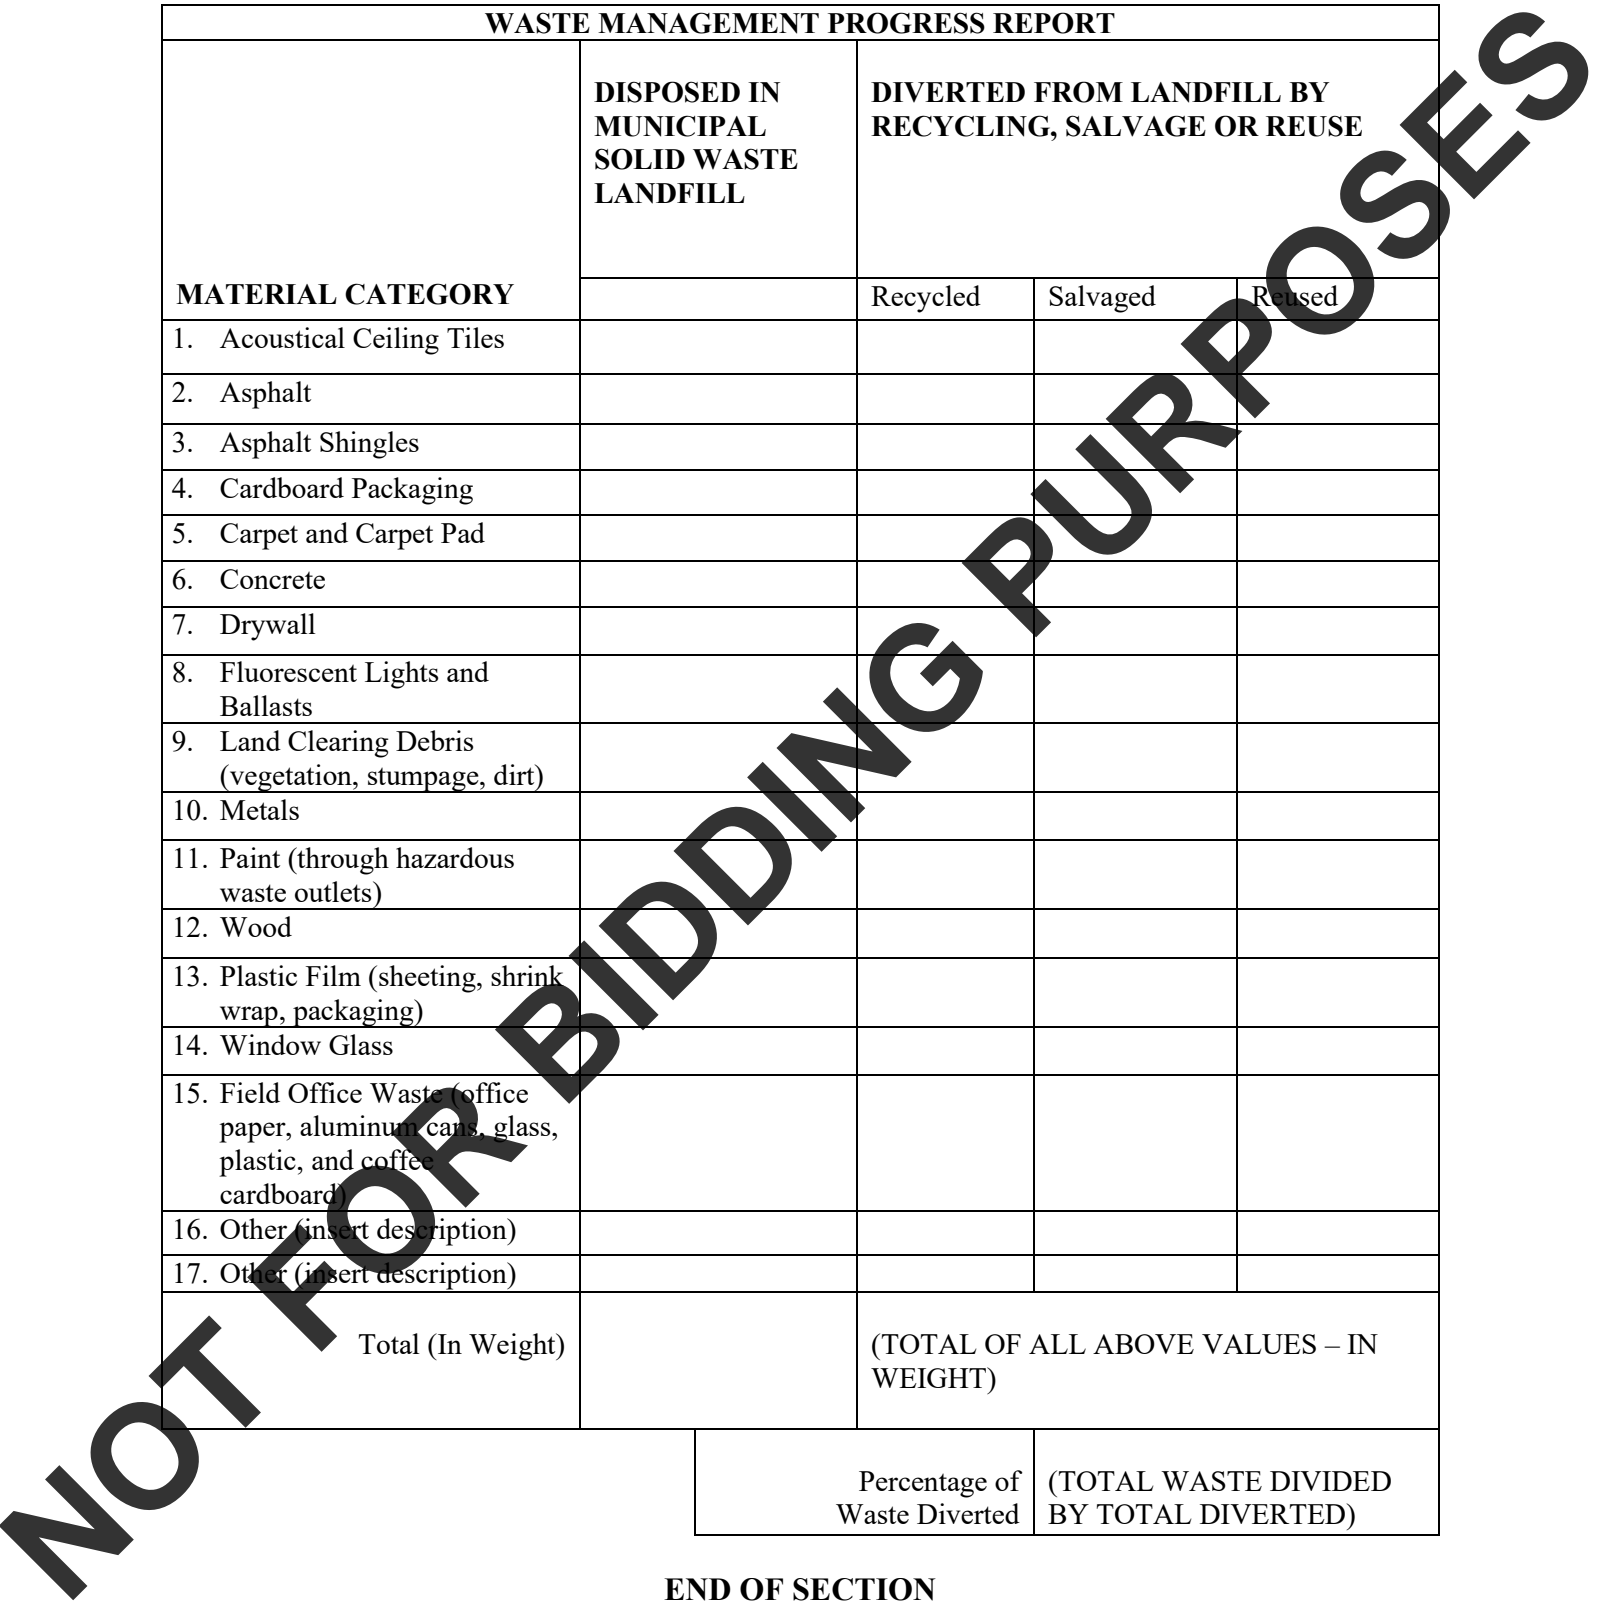 WASTE MANAGEMENT PROGRESS REPORT
MATERIAL CATEGORY
DISPOSED IN
MUNICIPAL
SOLID WASTE
LANDFILL
DIVERTED FROM LANDFILL BY
RECYCLING, SALVAGE OR REUSE
Recycled Salvaged Reused
1. Acoustical Ceiling Tiles
2. Asphalt
3. Asphalt Shingles
4. Cardboard Packaging
5. Carpet and Carpet Pad
6. Concrete
7. Drywall
8. Fluorescent Lights and
Ballasts
9. Land Clearing Debris
(vegetation, stumpage, dirt)
10. Metals
11. Paint (through hazardous
waste outlets)
12. Wood
13. Plastic Film (sheeting, shrink
wrap, packaging)
14. Window Glass
15. Field Office Waste (office
paper, aluminum cans, glass,
plastic, and coffee
cardboard)
16. Other (insert description)
17. Other (insert description)
Total (In Weight)
(TOTAL OF ALL ABOVE VALUES – IN
WEIGHT)
Percentage of
Waste Diverted
(TOTAL WASTE DIVIDED
BY TOTAL DIVERTED)
END OF SECTION
NOT FOR BIDDING PURPOSES